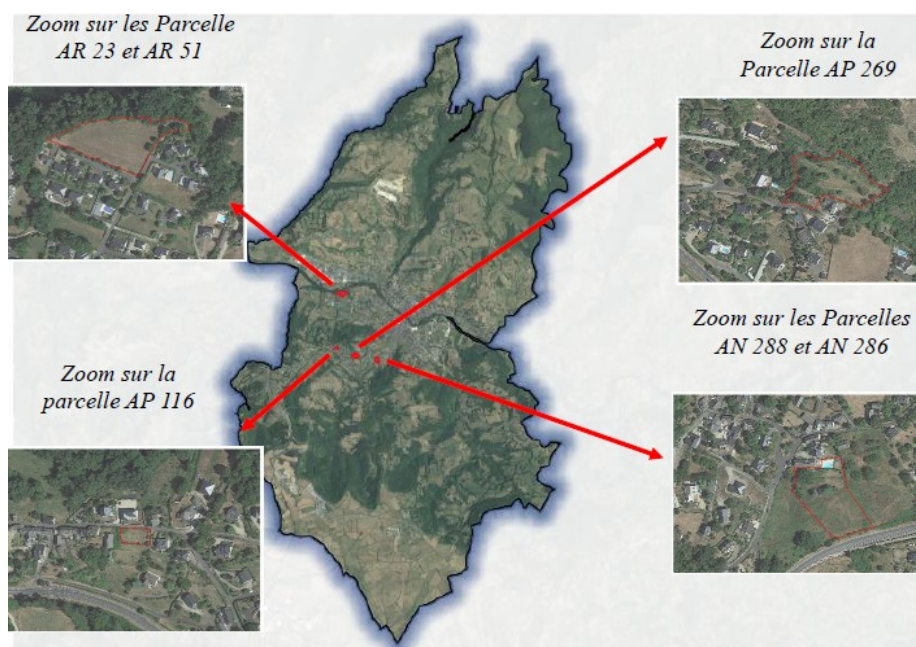 Zoom sur les Parcelle
AR 23 et AR 51
Zoom sur la
Parcelle AP 269
Zoom sur les Parcelles
AN 288 et AN 286
Zoom sur la
parcelle AP 116